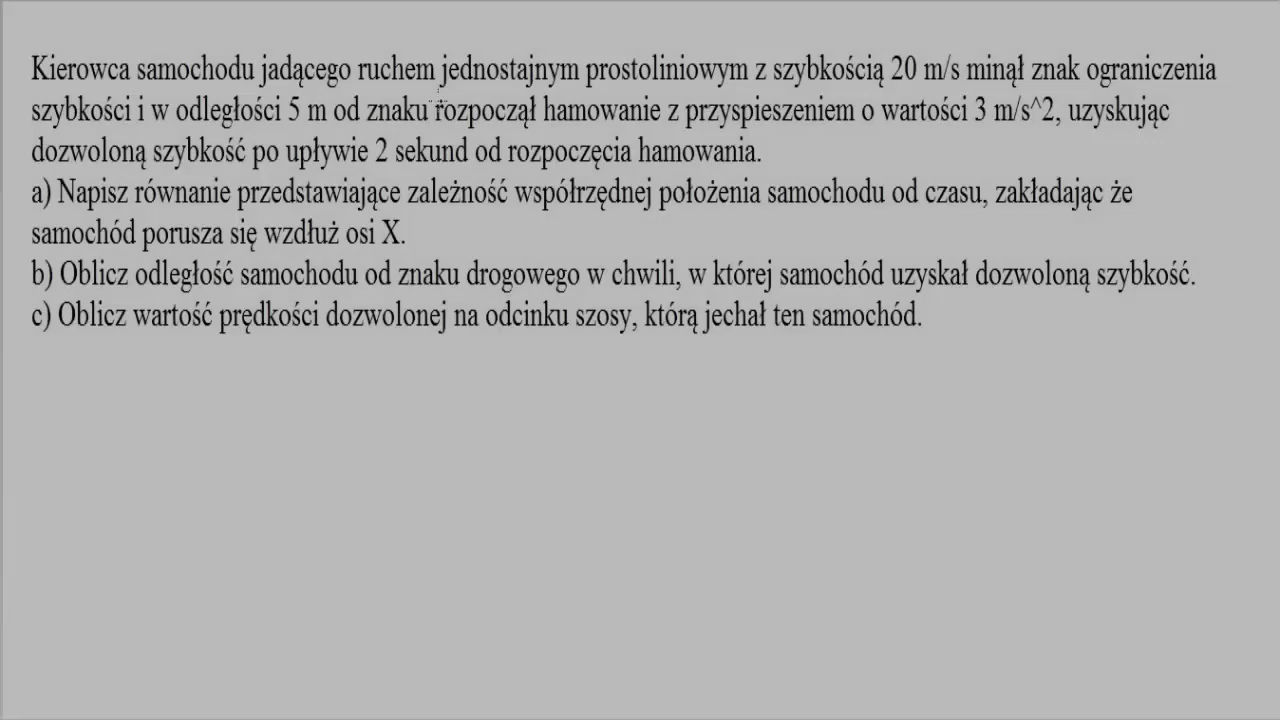 Kierowca samochodu jadącego ruchem jednostajnym prostoliniowym z szybkością 20 m/s minął znak ograniczenia
szybkości i w odległości 5 m od znaku rozpoczął hamowanie z przyspieszeniem o wartości 3 m/s^2, uzyskując
dozwoloną szybkość po upływie 2 sekund od rozpoczęcia hamowania.
a) Napisz równanie przedstawiające zależność współrzędnej położenia samochodu od czasu, zakładając że
samochód porusza się wzdłuż osi X.
b) Oblicz odległość samochodu od znaku drogowego w chwili, w której samochód uzyskał dozwoloną szybkość.
c) Oblicz wartość prędkości dozwolonej na odcinku szosy, którą jechał ten samochód.